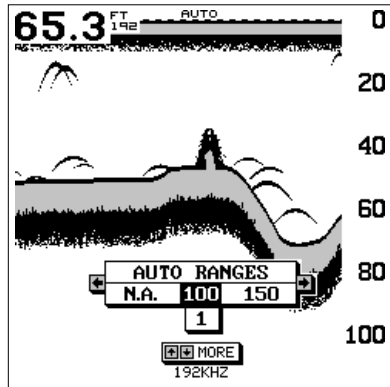 65.3 FT
192
AUTO
0
20
40
60
80
100
AUTO RANGES
N.A. 100 150
1
MORE
192KHZ